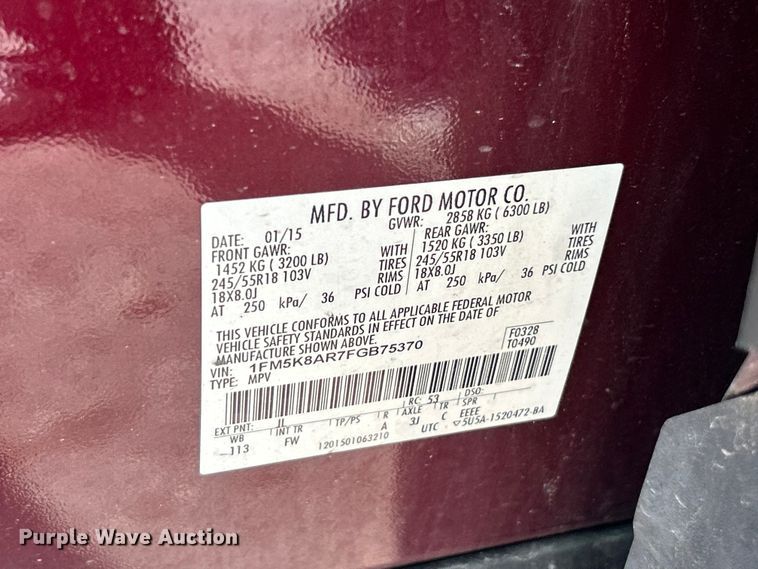 MFD. BY FORD MOTOR CO.
DATE: 01/15 GVWR: 2858 KG ( 6300 LB)
FRONT GAWR: REAR GAWR:
1452 KG ( 3200 LB) WITH 1520 KG ( 3350 LB) WITH
245/55R18 103V TIRES 245/55R18 103V TIRES
18X8.0J RIMS 18X8.0J RIMS
AT 250 kPa/ 36 PSI COLD AT 250 kPa/ 36 PSI COLD
THIS VEHICLE CONFORMS TO ALL APPLICABLE FEDERAL MOTOR
VEHICLE SAFETY STANDARDS IN EFFECT ON THE DATE OF
MANUFACTURE SHOWN ABOVE.
F0328
T0490
VIN: 1FM5K8AR7FGB75370
TYPE: MPV
EXT PNT: JL RC: 53 DSO:
WB INT TR TP/PS R AXLE TR SPR
113 FW A 3J C EEEE
1201501063210 UTC 5U5A-1520472-BA
Purple Wave Auction